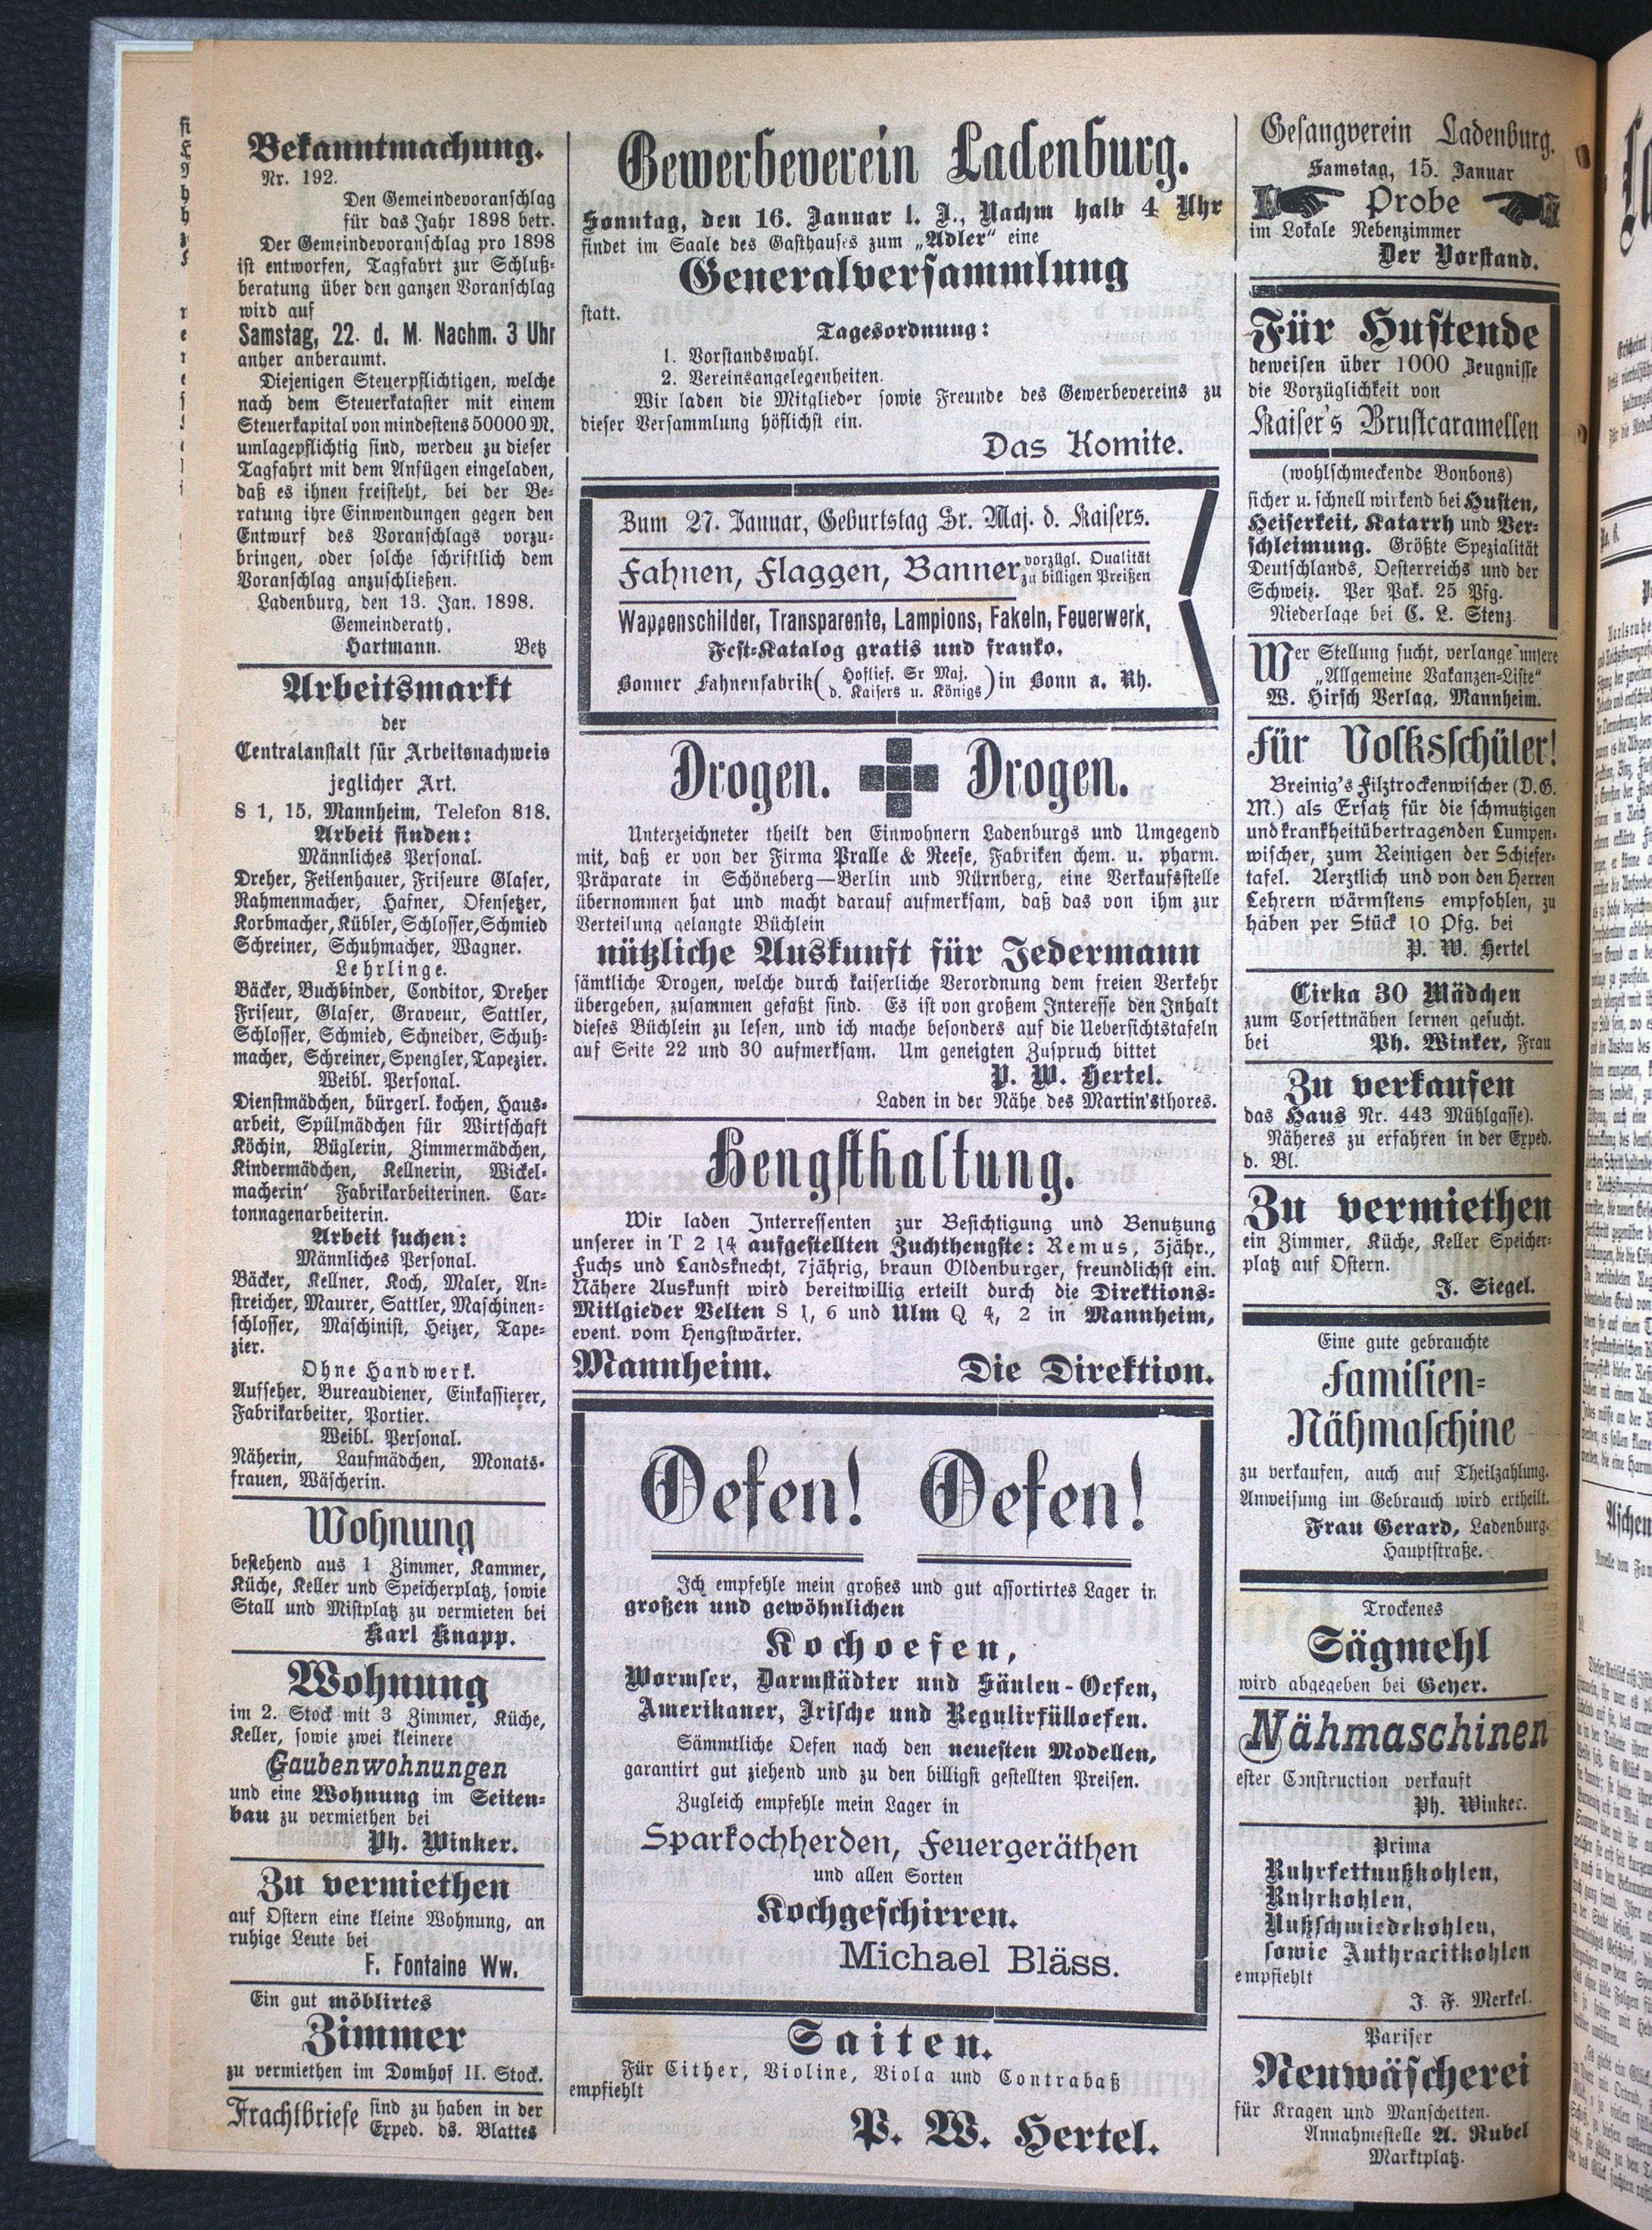 Bekanntmachung.
Nr. 192.
Den Gemeindevoranschlag
für das Jahr 1898 betr.
Der Gemeindevoranschlag pro 1898
ist entworfen, Tagfahrt zur Schluß-
beratung über den ganzen Voranschlag
wird auf
Samstag, 22. d. M. Nachm. 3 Uhr
anher anberaumt.
Diejenigen Steuerpflichtigen, welche
nach dem Steuerkataster mit einem
Steuerkapital von mindestens 50000 M.
umlagepflichtig sind, werden zu dieser
Tagfahrt mit dem Anfügen eingeladen,
daß es ihnen freisteht, bei der Be-
ratung ihre Einwendungen gegen den
Entwurf des Voranschlags vorzu-
bringen, oder solche schriftlich dem
Voranschlag anzuschließen.
Ladenburg, den 13. Jan. 1898.
Gemeinderath.
Hartmann. Betz
Arbeitsmarkt
der
Centralanstalt für Arbeitsnachweis
jeglicher Art.
S 1, 15. Mannheim, Telefon 818.
Arbeit finden:
Männliches Personal.
Dreher, Feilenhauer, Friseure Glaser,
Rahmenmacher, Hafner, Ofensetzer,
Korbmacher, Kübler, Schlosser, Schmied
Schreiner, Schuhmacher, Wagner.
Lehrlinge.
Bäcker, Buchbinder, Conditor, Dreher
Friseur, Glaser, Graveur, Sattler,
Schlosser, Schmied, Schneider, Schuh-
macher, Schreiner, Spengler, Tapezier.
Weibl. Personal.
Dienstmädchen, bürgerl. kochen, Haus-
arbeit, Spülmädchen für Wirtschaft
Köchin, Büglerin, Zimmermädchen,
Kindermädchen, Kellnerin, Wickel-
macherin' Fabrikarbeiterinen. Car-
tonnagenarbeiterin.
Arbeit suchen:
Männliches Personal.
Bäcker, Kellner, Koch, Maler, An-
streicher, Maurer, Sattler, Maschinen-
schlosser, Maschinist, Heizer, Tape-
zier.
Ohne Handwerk.
Aufseher, Bureaudiener, Einkassierer,
Fabrikarbeiter, Portier.
Weibl. Personal.
Näherin, Laufmädchen, Monats-
frauen, Wäscherin.
Wohnung
bestehend aus 1 Zimmer, Kammer,
Küche, Keller und Speicherplatz, sowie
Stall und Mistplatz zu vermieten bei
Karl Knapp.
Wohnung
im 2. Stock mit 3 Zimmer, Küche,
Keller, sowie zwei kleinere
Gaubenwohnungen
und eine Wohnung im Seiten-
bau zu vermiethen bei
Ph. Winker.
Zu vermiethen
auf Ostern eine kleine Wohnung, an
ruhige Leute bei
F. Fontaine Ww.
Ein gut möblirtes
Zimmer
zu vermiethen im Domhof II. Stock.
Frachtbriefe sind zu haben in der
Exped. ds. Blattes
Gewerbeverein Ladenburg.
Sonntag, den 16. Januar l. J., Nachm halb 4 Uhr
findet im Saale des Gasthauses zum „Adler“ eine
Generalversammlung
statt.
Tagesordnung:
1. Vorstandswahl.
2. Vereinsangelegenheiten.
Wir laden die Mitglieder sowie Freunde des Gewerbevereins zu
dieser Versammlung höflichst ein.
Das Komite.
Zum 27. Januar, Geburtstag Sr. Maj. d. Kaisers.
Fahnen, Flaggen, Banner vorzügl. Qualität
zu billigen Preißen
Wappenschilder, Transparente, Lampions, Fakeln, Feuerwerk,
Fest-Katalog gratis und franko.
Bonner Fahnenfabrik (Hoflief. Sr Maj.
d. Kaisers u. Königs) in Bonn a. Rh.
Drogen. Drogen.
Unterzeichneter theilt den Einwohnern Ladenburgs und Umgegend
mit, daß er von der Firma Pralle & Reese, Fabriken chem. u. pharm.
Präparate in Schöneberg—Berlin und Nürnberg, eine Verkaufsstelle
übernommen hat und macht darauf aufmerksam, daß das von ihm zur
Verteilung gelangte Büchlein
nützliche Auskunft für Jedermann
sämtliche Drogen, welche durch kaiserliche Verordnung dem freien Verkehr
übergeben, zusammen gefaßt sind. Es ist von großem Interesse den Inhalt
dieses Büchlein zu lesen, und ich mache besonders auf die Uebersichtstafeln
auf Seite 22 und 30 aufmerksam. Um geneigten Zuspruch bittet
P. W. Hertel.
Laden in der Nähe des Martin'sthores.
Hengsthaltung.
Wir laden Interressenten zur Besichtigung und Benutzung
unserer in T 2 14 aufgestellten Zuchthengste: Remus, 3jähr.,
Fuchs und Landsknecht, 7jährig, braun Oldenburger, freundlichst ein.
Nähere Auskunft wird bereitwillig erteilt durch die Direktions-
Mitlgieder Velten S 1, 6 und Ulm Q 4, 2 in Mannheim,
event. vom Hengstwärter.
Mannheim. Die Direktion.
Oefen! Oefen!
Ich empfehle mein großes und gut assortirtes Lager in
großen und gewöhnlichen
Kochoefen,
Wormser, Darmstädter und Säulen-Oefen,
Amerikaner, Irische und Regulirfülloefen.
Sämmtliche Oefen nach den neuesten Modellen,
garantirt gut ziehend und zu den billigst gestellten Preisen.
Zugleich empfehle mein Lager in
Sparkochherden, Feuergeräthen
und allen Sorten
Kochgeschirren.
Michael Bläss.
Saiten.
Für Cither, Violine, Viola und Contrabaß
empfiehlt
P. W. Hertel.
Gesangverein Ladenburg.
Samstag, 15. Januar
Probe
im Lokale Nebenzimmer
Der Vorstand.
Für Hustende
beweisen über 1000 Zeugnisse
die Vorzüglichkeit von
Kaiser's Brustcaramellen
(wohlschmeckende Bonbons)
sicher u. schnell wirkend bei Husten,
Heiserkeit, Katarrh und Ver-
schleimung. Größte Spezialität
Deutschlands, Oesterreichs und der
Schweiz. Per Pak. 25 Pfg.
Niederlage bei C. L. Stenz.
Wer Stellung sucht, verlange unsere
„Allgemeine Vakanzen-Liste“
W. Hirsch Verlag, Mannheim.
Für Volksschüler!
Breinig's Filztrockenwischer (D. G.
M.) als Ersatz für die schmutzigen
und krankheitübertragenden Lumpen-
wischer, zum Reinigen der Schiefer-
tafel. Aerztlich und von den Herren
Lehrern wärmstens empfohlen, zu
haben per Stück 10 Pfg. bei
P. W. Hertel
Cirka 30 Mädchen
zum Corsettnähen lernen gesucht.
bei Ph. Winker, Frau
Zu verkaufen
das Haus Nr. 443 Mühlgasse).
Näheres zu erfahren in der Exped.
d. Bl.
Zu vermiethen
ein Zimmer, Küche, Keller Speicher-
platz auf Ostern.
J. Siegel.
Eine gute gebrauchte
Familien-
Nähmaschine
zu verkaufen, auch auf Theilzahlung.
Anweisung im Gebrauch wird ertheilt.
Frau Gerard, Ladenburg.
Hauptstraße.
Trockenes
Sägmehl
wird abgegeben bei Geyer.
Nähmaschinen
ester Construction verkauft
Ph. Winker.
Prima
Ruhrfettnußkohlen,
Ruhrkohlen,
Nußschmiedekohlen,
sowie Anthracitkohlen
empfiehlt
J. F. Merkel.
Pariser
Neuwäscherei
für Kragen und Manschetten.
Annahmestelle A. Rubel
Marktplatz.